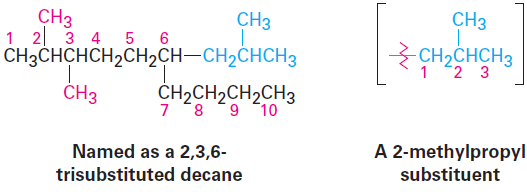 CH3 CH3 CH3
1 2 3 4 5 6
CH3CHCHCH2CH2CH—CH2CHCH3 —CH2CHCH3
1 2 3
CH3 CH2CH2CH2CH3
7 8 9 10
Named as a 2,3,6- A 2-methylpropyl
trisubstituted decane substituent